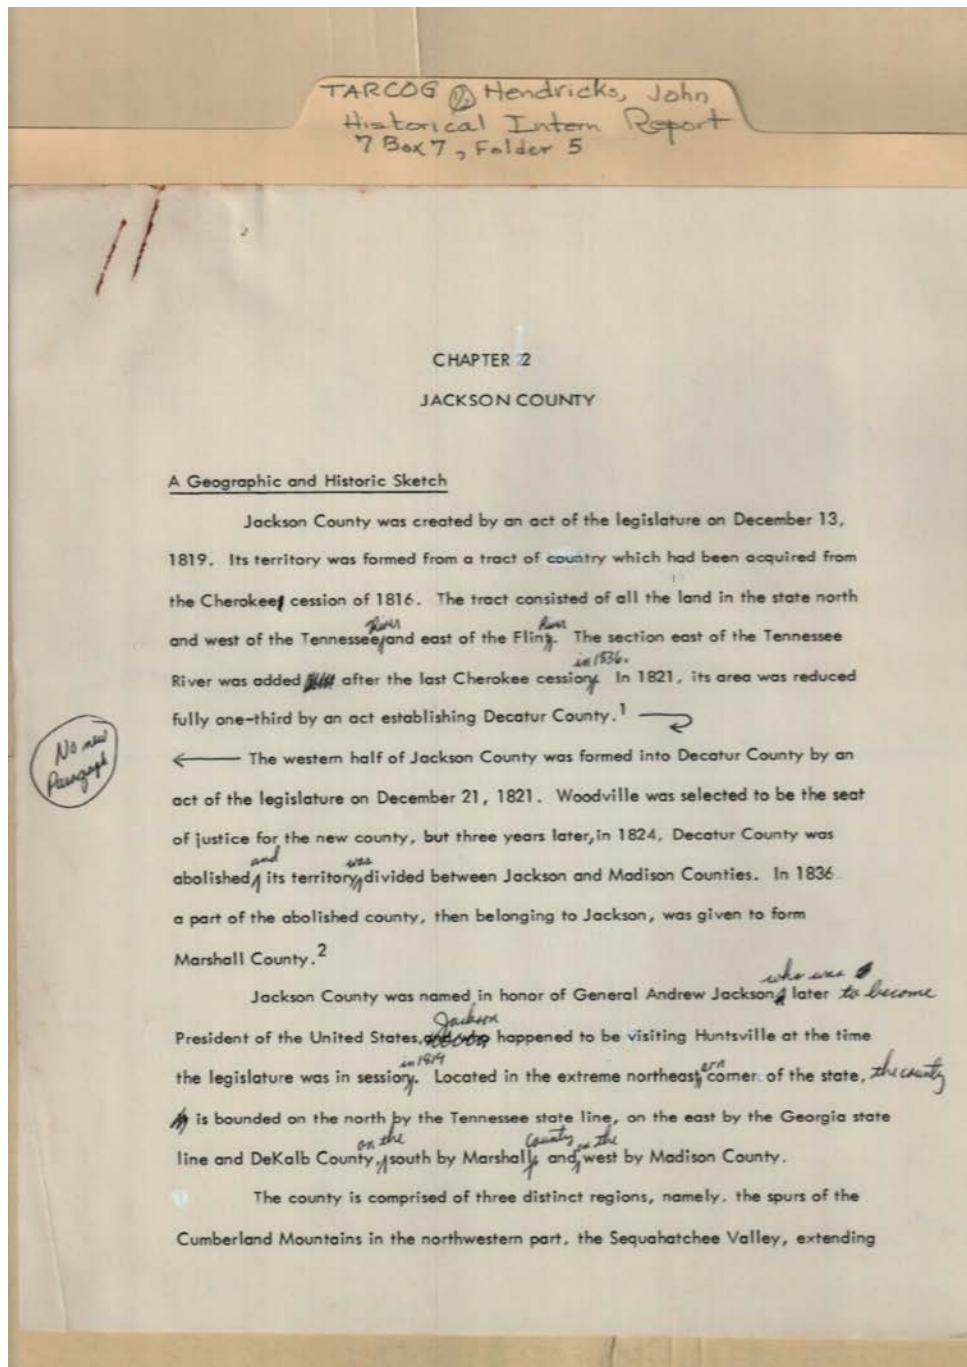 TARCOG % Hendricks, John
Historical Intern Report
7 Box 7, Folder 5
11
CHAPTER 2
JACKSON COUNTY
A Geographic and Historic Sketch
Jackson County was created by an act of the legislature on December 13,
1819. Its territory was formed from a tract of country which had been acquired from
the Cherokee cession of 1816. The tract consisted of all the land in the state north
and west of the Tennessee River and east of the Flint River. The section east of the Tennessee
River was added after the last Cherokee cession in 1836. In 1821, its area was reduced
fully one-third by an act establishing Decatur County.1
No new
Paragraph
The western half of Jackson County was formed into Decatur County by an
act of the legislature on December 21, 1821. Woodville was selected to be the seat
of justice for the new county, but three years later, in 1824, Decatur County was
abolished and its territory was divided between Jackson and Madison Counties. In 1836
a part of the abolished county, then belonging to Jackson, was given to form
Marshall County.2
Jackson County was named in honor of General Andrew Jackson who was later to become
President of the United States. Jackson happened to be visiting Huntsville at the time
the legislature was in session in 1819. Located in the extreme northeastern corner of the state, the county
is bounded on the north by the Tennessee state line, on the east by the Georgia state
line and DeKalb County, on the south by Marshall County and on the west by Madison County.
The county is comprised of three distinct regions, namely, the spurs of the
Cumberland Mountains in the northwestern part, the Sequahatchee Valley, extending